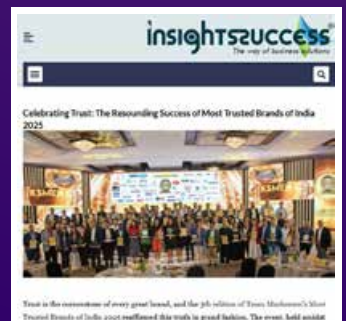 insightssuccess
The way of business solutions
Celebrating Trust: The Resounding Success of Most Trusted Brands of India
2025
KSME
Trust is the cornerstone of every great brand, and the 5th edition of Team Marksmen's Most
Trusted Brands of India 2025 reaffirmed this truth in grand fashion. The event, held amidst